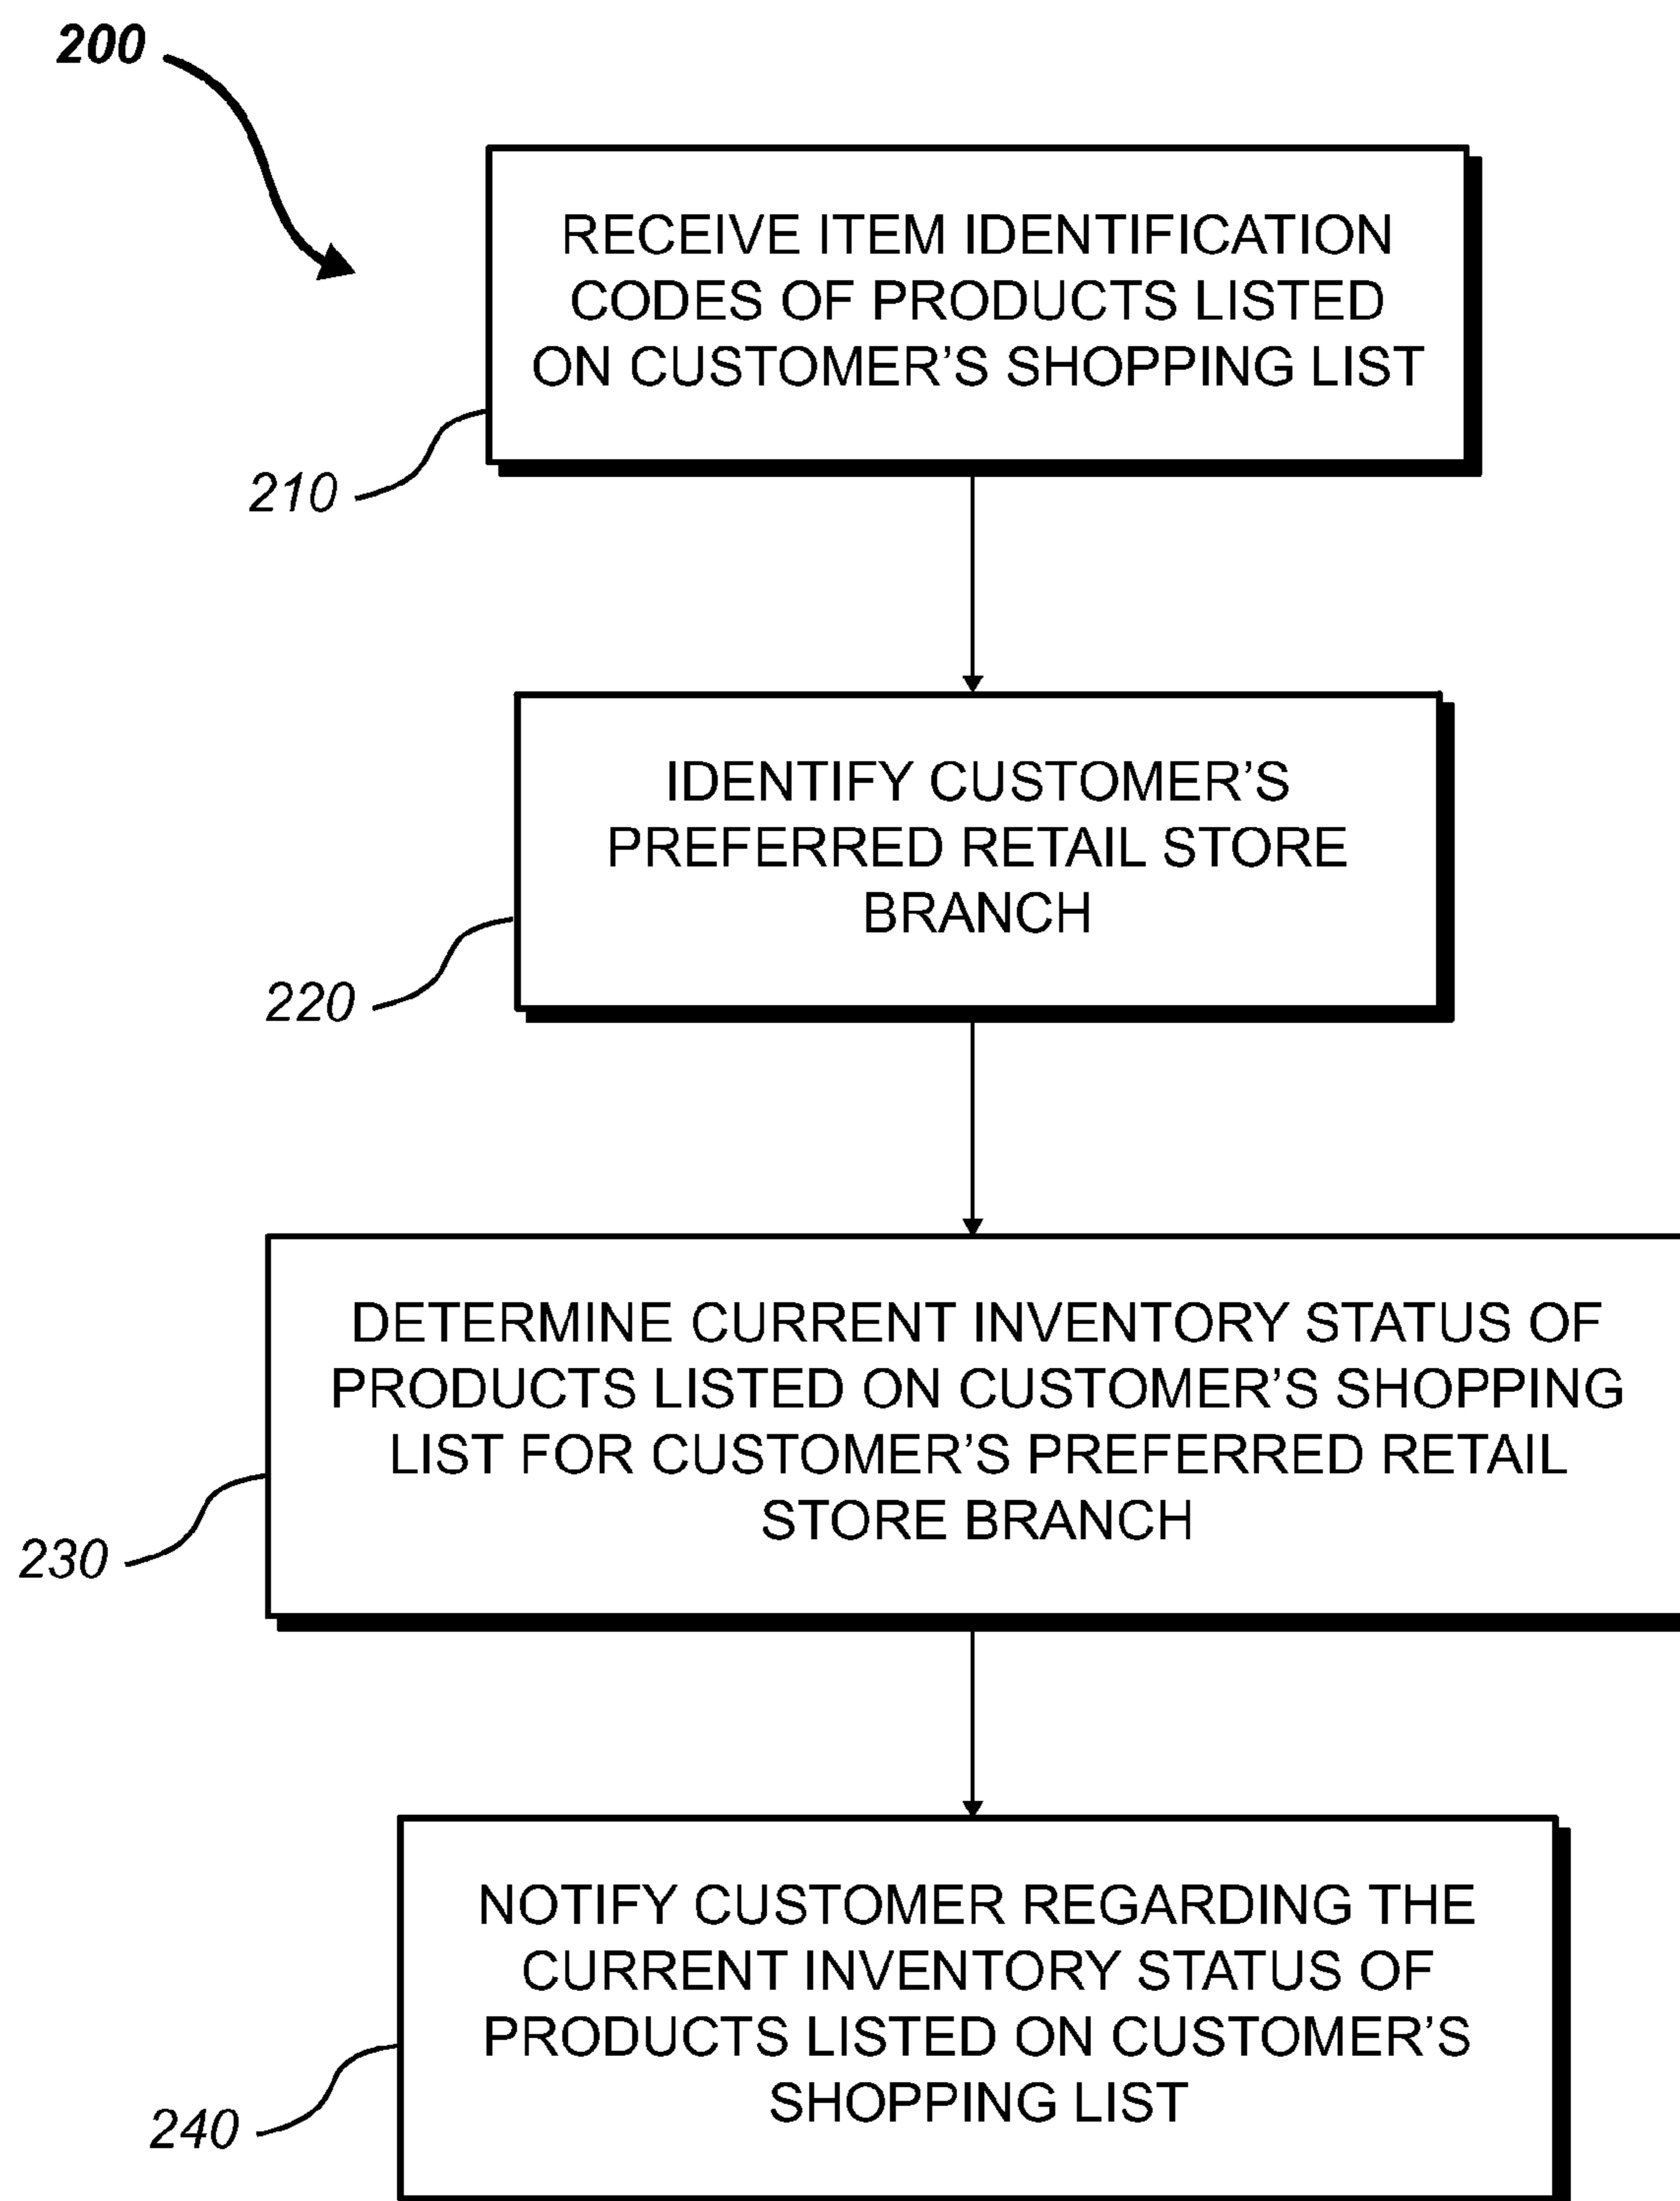 200
RECEIVE ITEM IDENTIFICATION
CODES OF PRODUCTS LISTED
ON CUSTOMER’S SHOPPING LIST
210
IDENTIFY CUSTOMER’S
PREFERRED RETAIL STORE
BRANCH
220
DETERMINE CURRENT INVENTORY STATUS OF
PRODUCTS LISTED ON CUSTOMER’S SHOPPING
LIST FOR CUSTOMER’S PREFERRED RETAIL
STORE BRANCH
230
NOTIFY CUSTOMER REGARDING THE
CURRENT INVENTORY STATUS OF
PRODUCTS LISTED ON CUSTOMER’S
SHOPPING LIST
240